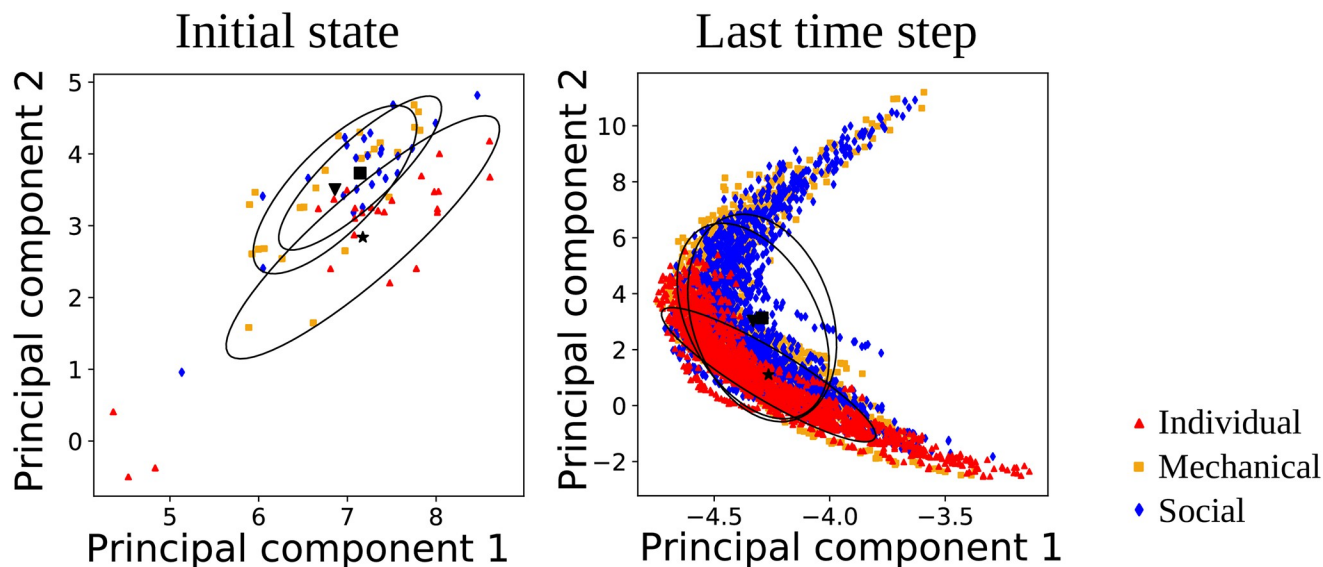 Initial state
Last time step
Principal component 2
5
4
3
2
1
0
5 6 7 8
Principal component 1
Principal component 2
10
8
6
4
2
0
−2
−4.5 −4.0 −3.5
Principal component 1
Individual
Mechanical
Social